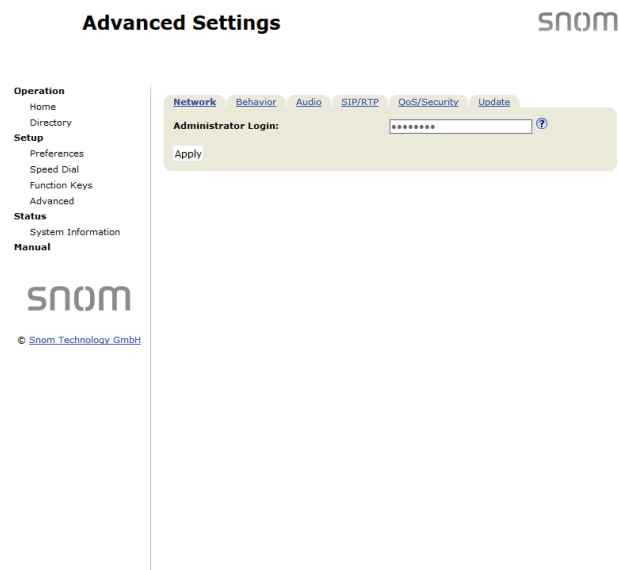 Advanced Settings
snom
Operation
Home
Directory
Setup
Preferences
Speed Dial
Function Keys
Advanced
Status
System Information
Manual
snom
© Snom Technology GmbH
Network Behavior Audio SIP/RTP QoS/Security Update
Administrator Login: •••••••• ?
Apply